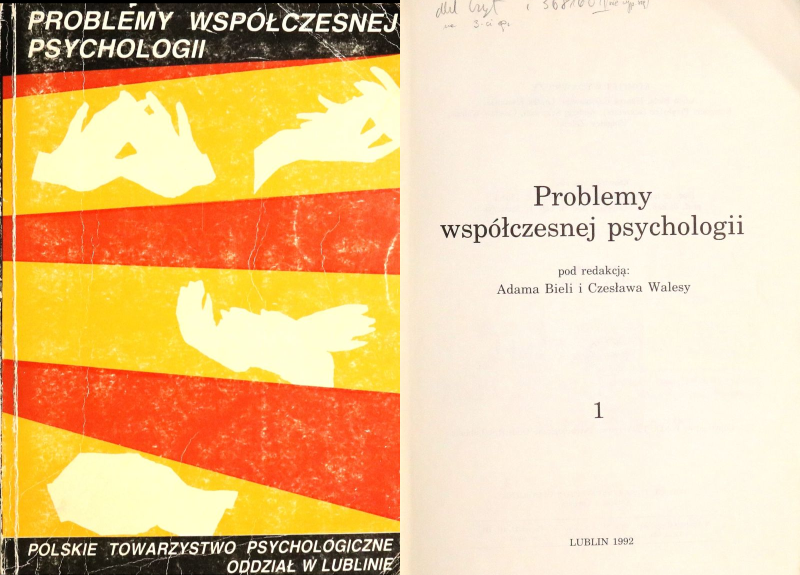 PROBLEMY WSPÓŁCZESNEJ
PSYCHOLOGII
POLSKIE TOWARZYSTWO PSYCHOLOGICZNE
ODDZIAŁ W LUBLINIE
Problemy
współczesnej psychologii
pod redakcją:
Adama Bieli i Czesława Walesy
1
LUBLIN 1992